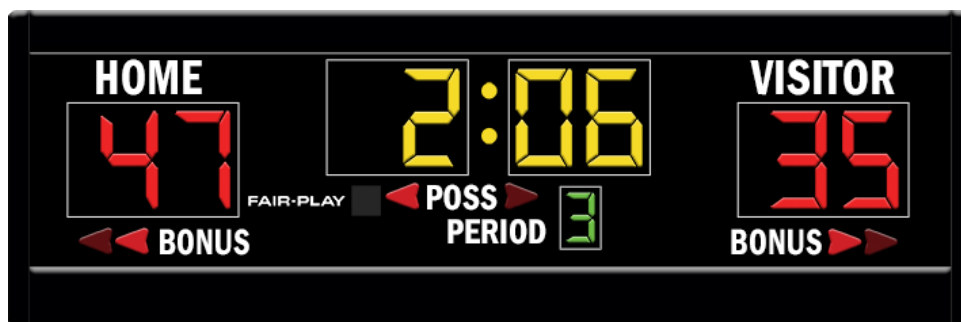 HOME
2:06
VISITOR
47
35
FAIR-PLAY
POSS
PERIOD 3
BONUS
BONUS